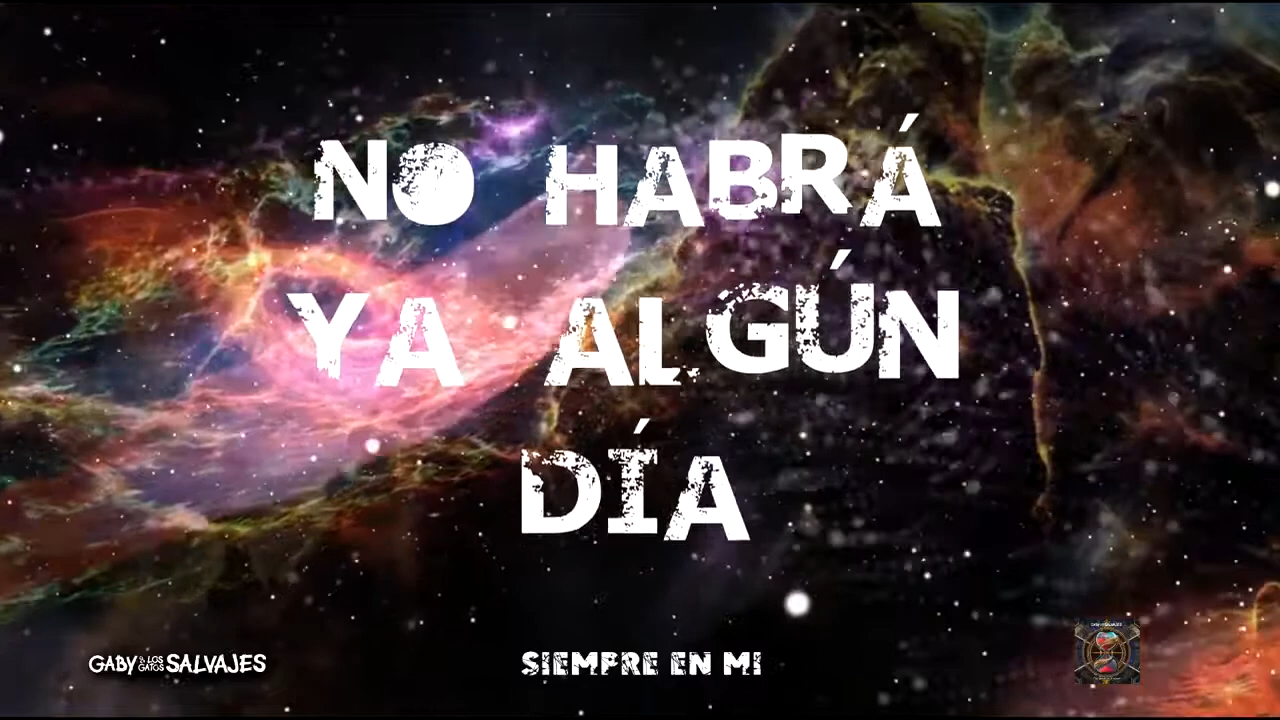 NO HABRÁ
YA ALGÚN
DÍA
GABY & LOS GATOS SALVAJES
SIEMPRE EN MI